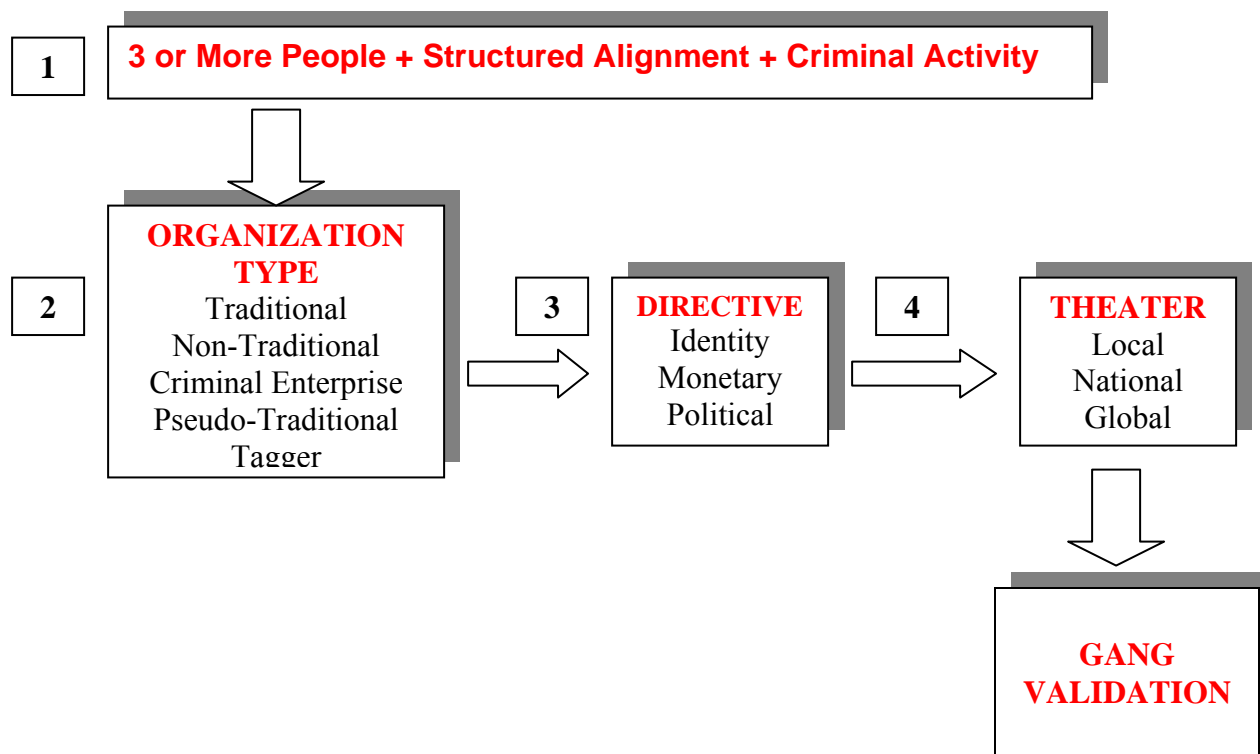 1
3 or More People + Structured Alignment + Criminal Activity
2
ORGANIZATION
TYPE
Traditional
Non-Traditional
Criminal Enterprise
Pseudo-Traditional
Tagger
3
DIRECTIVE
Identity
Monetary
Political
4
THEATER
Local
National
Global
GANG
VALIDATION